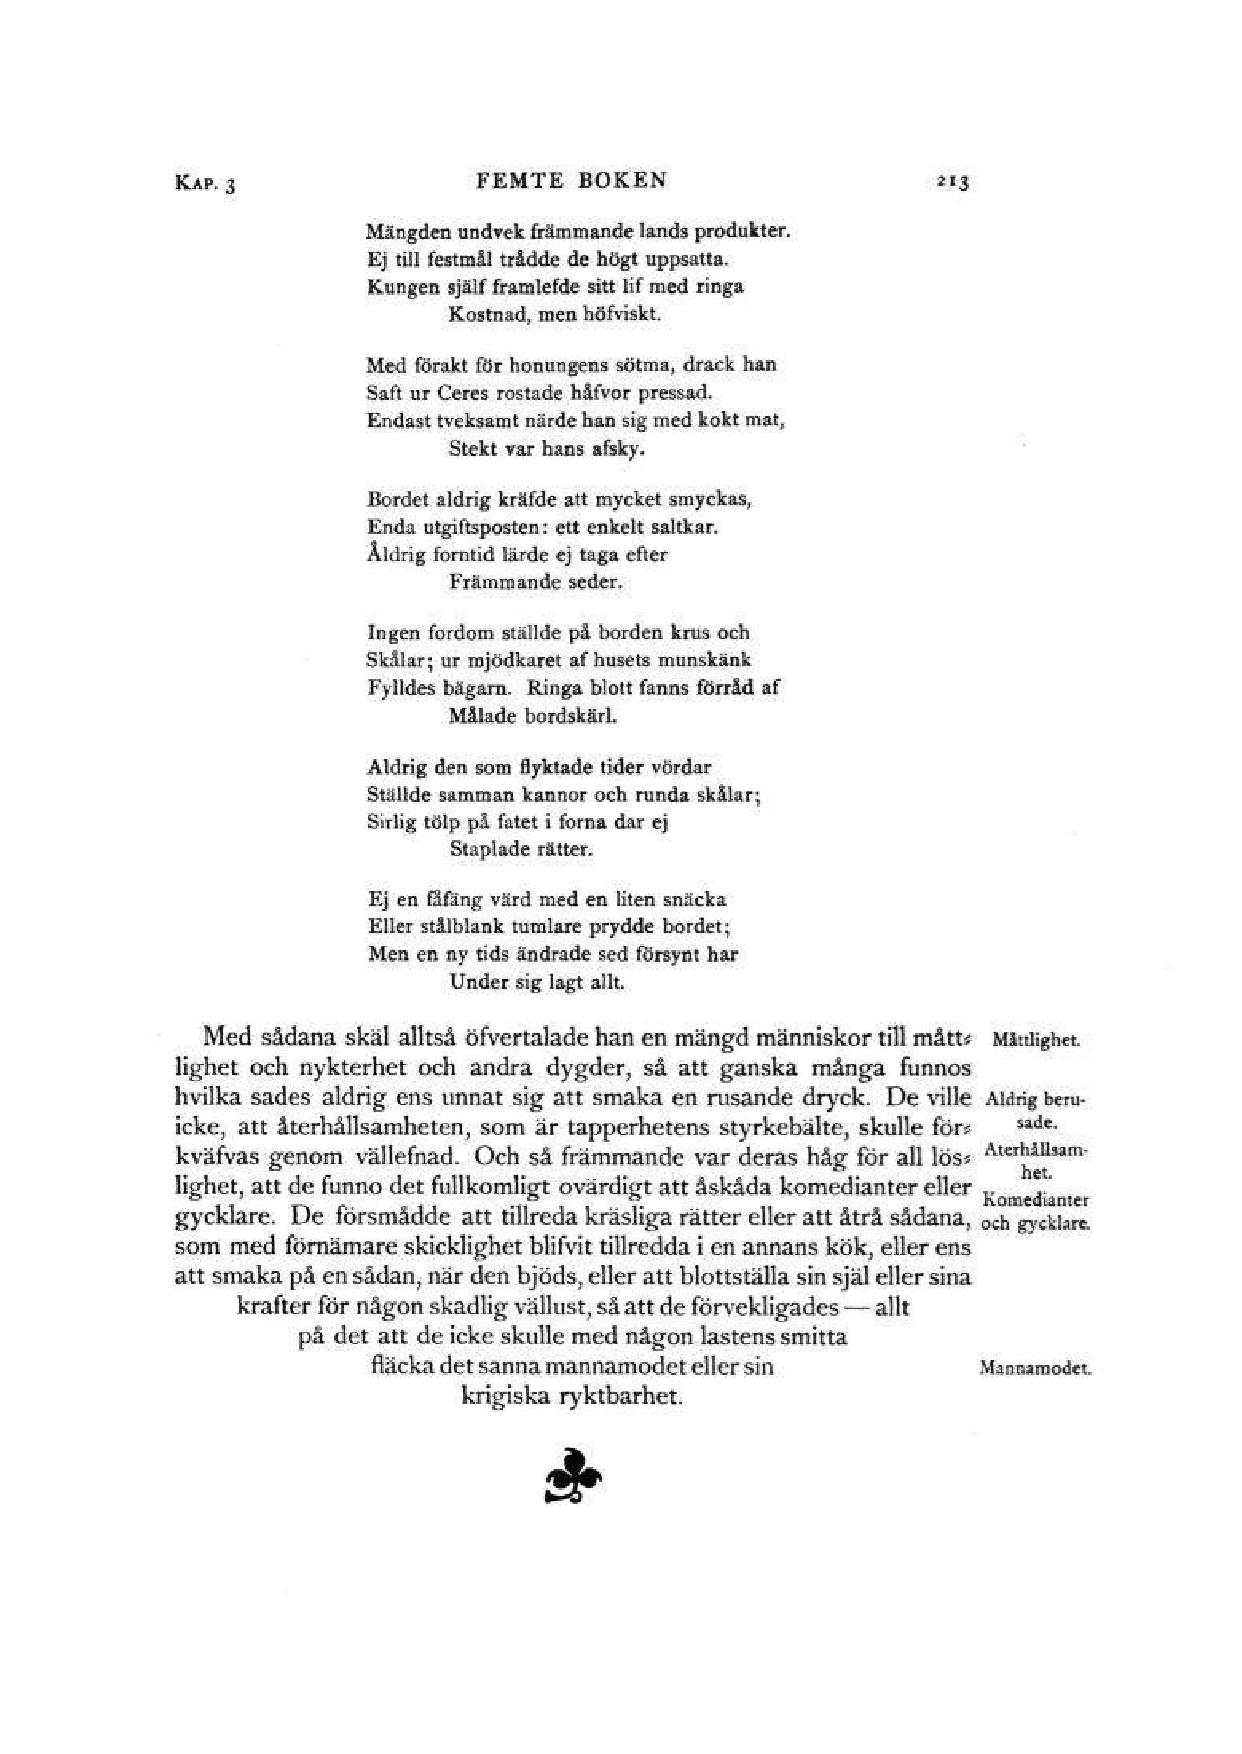 KAP. 3 FEMTE BOKEN 213
Mängden undvek främmande lands produkter.
Ej till festmål trådde de högt uppsatta.
Kungen själf framlefde sitt lif med ringa
Kostnad, men höfviskt.
Med förakt för honungens sötma, drack han
Saft ur Ceres rostade håfvor pressad.
Endast tveksamt närde han sig med kokt mat,
Stekt var hans afsky.
Bordet aldrig kräfde att mycket smyckas,
Enda utgiftsposten: ett enkelt saltkar.
Åldrig forntid lärde ej taga efter
Främmande seder.
Ingen fordom ställde på borden krus och
Skålar; ur mjödkaret af husets munskänk
Fylldes bägarn. Ringa blott fanns förråd af
Målade bordskärl.
Aldrig den som flyktade tider vördar
Ställde samman kannor och runda skålar;
Sirlig tölp på fatet i forna dar ej
Staplade rätter.
Ej en fåfäng värd med en liten snäcka
Eller stålblank tumlare prydde bordet;
Men en ny tids ändrade sed försynt har
Under sig lagt allt.
Med sådana skäl alltså öfvertalade han en mängd människor till mått- Måttlighet.
lighet och nykterhet och andra dygder, så att ganska många funnos
hvilka sades aldrig ens unnat sig att smaka en rusande dryck. De ville Aldrig beru-
icke, att återhållsamheten, som är tapperhetens styrkebälte, skulle för- sade.
kväfvas genom vällefnad. Och så främmande var deras håg för all lös- Återhållsam-
het.
lighet, att de funno det fullkomligt ovärdigt att åskåda komedianter eller Komedianter
gycklare. De försmådde att tillreda kräsliga rätter eller att åtrå sådana, och gycklare.
som med förnämare skicklighet blifvit tillredda i en annans kök, eller ens
att smaka på en sådan, när den bjöds, eller att blottställa sin själ eller sina
krafter för någon skadlig vällust, så att de förvekligades — allt
på det att de icke skulle med någon lastens smitta
fläcka det sanna mannamodet eller sin Mannamodet.
krigiska ryktbarhet.